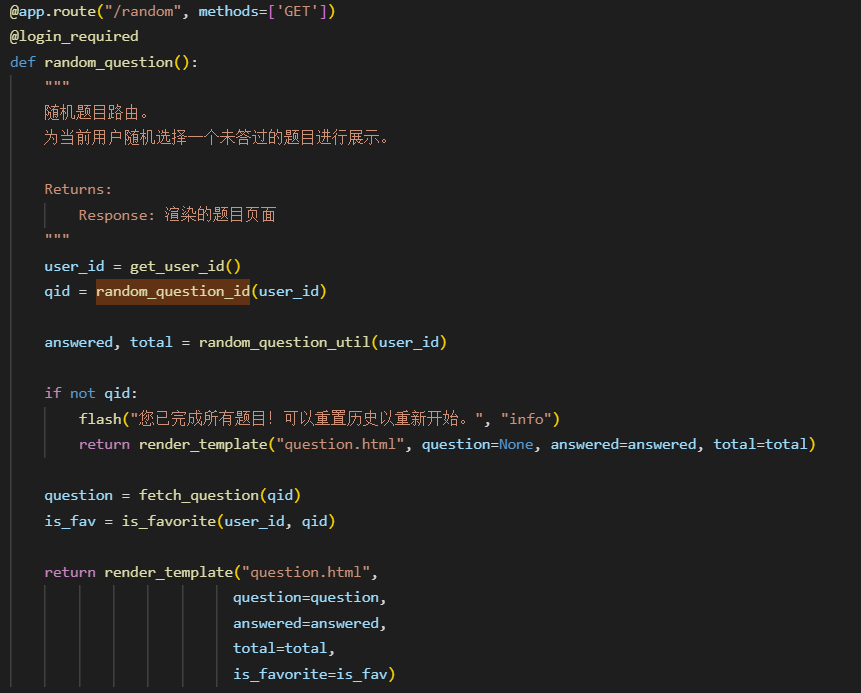 @app.route("/random", methods=['GET'])
@login_required
def random_question():
    """
    随机题目路由。
    为当前用户随机选择一个未答过的题目进行展示。

    Returns:
        Response: 渲染的题目页面
    """
    user_id = get_user_id()
    qid = random_question_id(user_id)

    answered, total = random_question_util(user_id)

    if not qid:
        flash("您已完成所有题目！可以重置历史以重新开始。", "info")
        return render_template("question.html", question=None, answered=answered, total=total)

    question = fetch_question(qid)
    is_fav = is_favorite(user_id, qid)

    return render_template("question.html",
                          question=question,
                          answered=answered,
                          total=total,
                          is_favorite=is_fav)